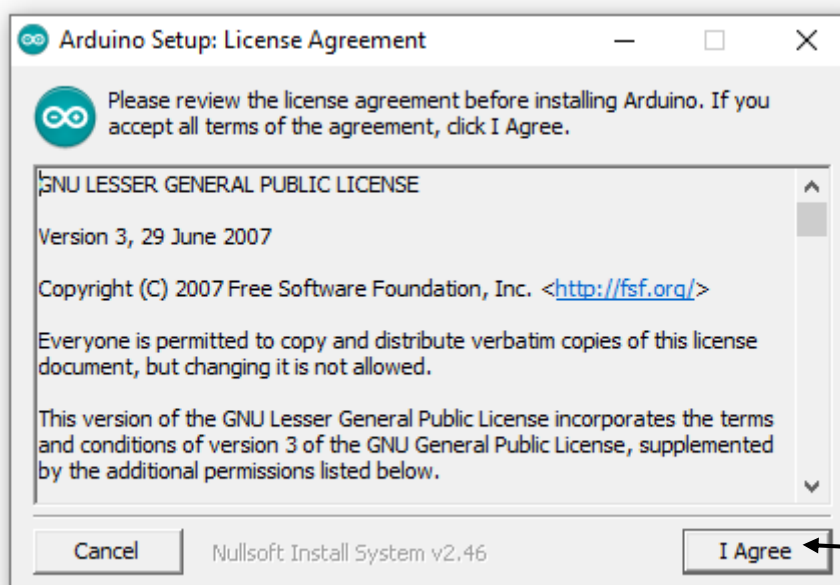 Arduino Setup: License Agreement
Please review the license agreement before installing Arduino. If you
accept all terms of the agreement, click I Agree.
GNU LESSER GENERAL PUBLIC LICENSE
Version 3, 29 June 2007
Copyright (C) 2007 Free Software Foundation, Inc. <http://fsf.org/>
Everyone is permitted to copy and distribute verbatim copies of this license
document, but changing it is not allowed.
This version of the GNU Lesser General Public License incorporates the terms
and conditions of version 3 of the GNU General Public License, supplemented
by the additional permissions listed below.
Cancel Nullsoft Install System v2.46 I Agree